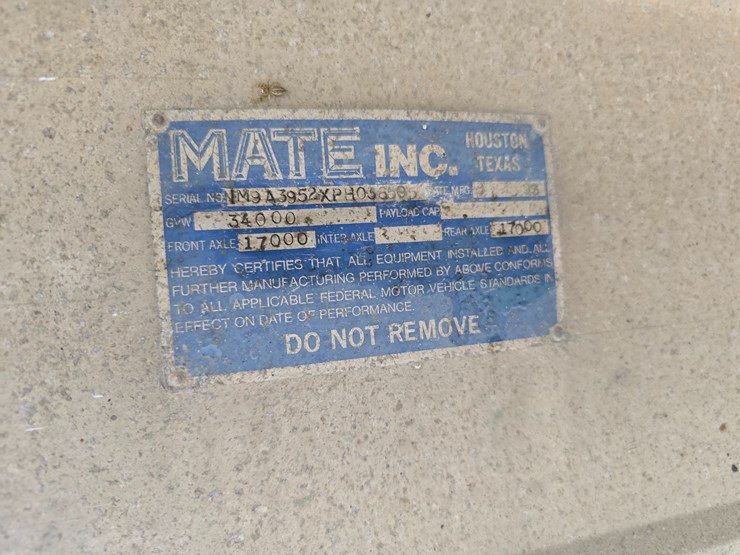 MATE INC.
HOUSTON
TEXAS
SERIAL NO. DATE MFG.
GVW 34000 PAYLOAD CAP.
FRONT AXLE 17000 INTER AXLE REAR AXLE 17000
HEREBY CERTIFIES THAT ALL EQUIPMENT INSTALLED AND ALL
FURTHER MANUFACTURING PERFORMED BY ABOVE CONFORMS
TO ALL APPLICABLE FEDERAL MOTOR VEHICLE STANDARDS IN
EFFECT ON DATE OF PERFORMANCE.
DO NOT REMOVE